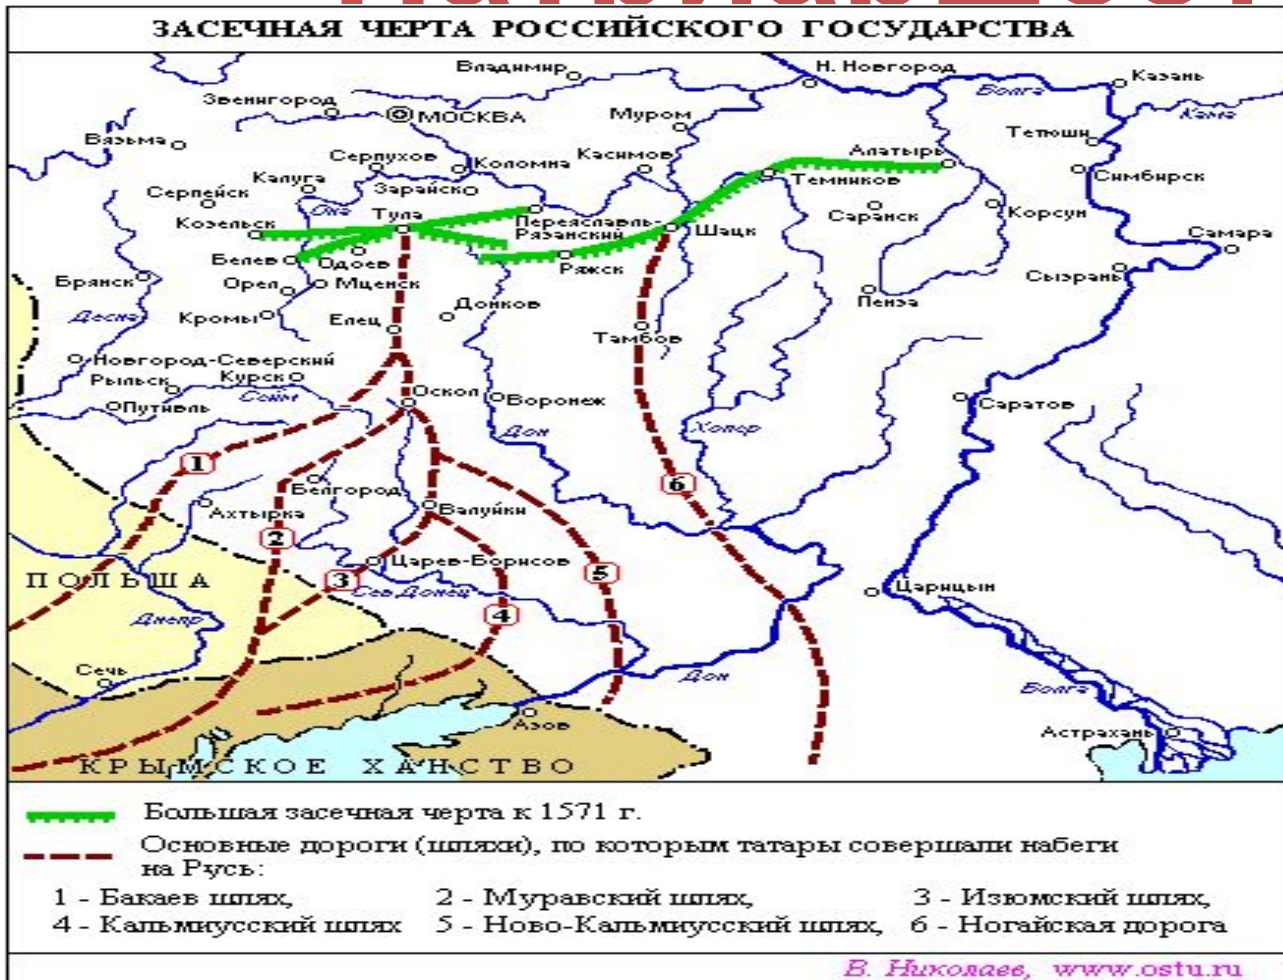 ЗАСЕЧНАЯ ЧЕРТА РОССИЙСКОГО ГОСУДАРСТВА
Владимир
Н. Новгород
Казань
Волга
Кама
Звенигород
МОСКВА
Муром
Тетюши
Вязьма
Серпухов
Коломна
Касимов
Алатырь
Симбирск
Калуга
Зарайск
Темников
Серпейск
Ока
Тула
Переяславль-
Рязанский
Шацк
Саранск
Корсун
Козельск
Самара
Белев
Одоев
Ряжск
Сызрань
Брянск
Орел
Мценск
Пенза
Десна
Кромы
Елец
Донков
Тамбов
Новгород-Северский
Рыльск
Курск
Сейм
Оскол
Воронеж
Саратов
Путивль
Дон
Хопер
1
6
Белгород
Ахтырка
Валуйки
2
Царев-Борисов
3
5
ПОЛЬША
Сев Донец
Царицын
4
Днепр
Сечь
Дон
Волга
Азов
Астрахань
КРЫМСКОЕ ХАНСТВО
Большая засечная черта к 1571 г.
Основные дороги (шляхи), по которым татары совершали набеги
на Русь:
1 - Бакаев шлях, 2 - Муравский шлях, 3 - Изюмский шлях,
4 - Кальмиусский шлях 5 - Ново-Кальмиусский шлях, 6 - Ногайская дорога
В. Николаев, www.ostu.ru